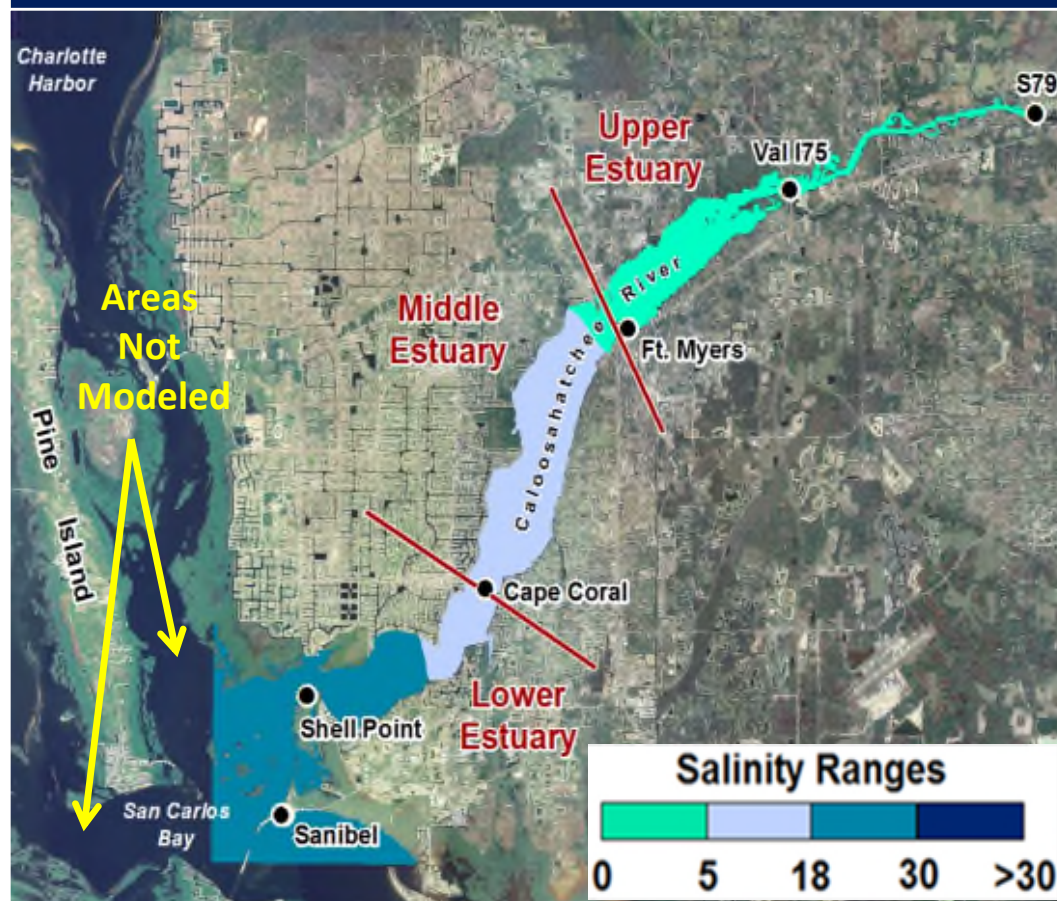 Charlotte
Harbor
S79
Upper
Estuary
Val I75
Areas
Not
Modeled
Middle
Estuary
Caloosahatchee River
Ft. Myers
Pine
Island
Cape Coral
Lower
Estuary
Shell Point
San Carlos
Bay
Sanibel
Salinity Ranges
0 5 18 30 >30